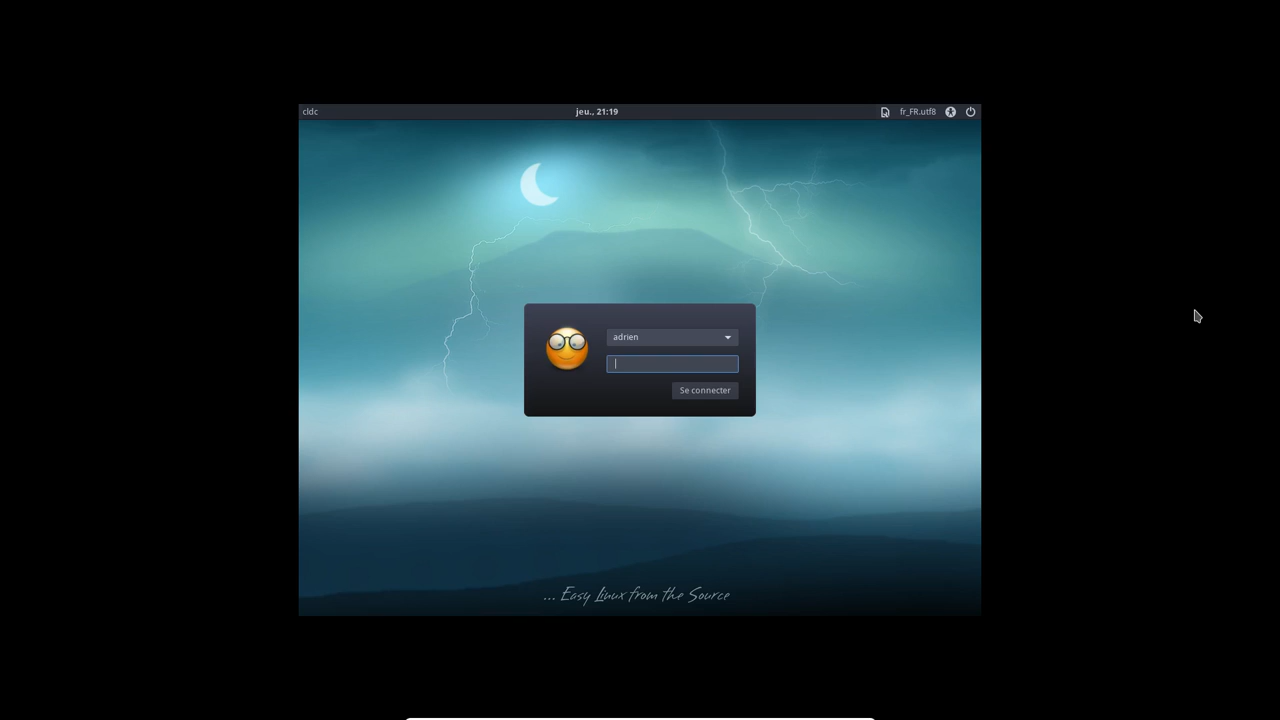 cldc jeu., 21:19 fr_FR.utf8
adrien
Se connecter
... Easy Linux from the Source